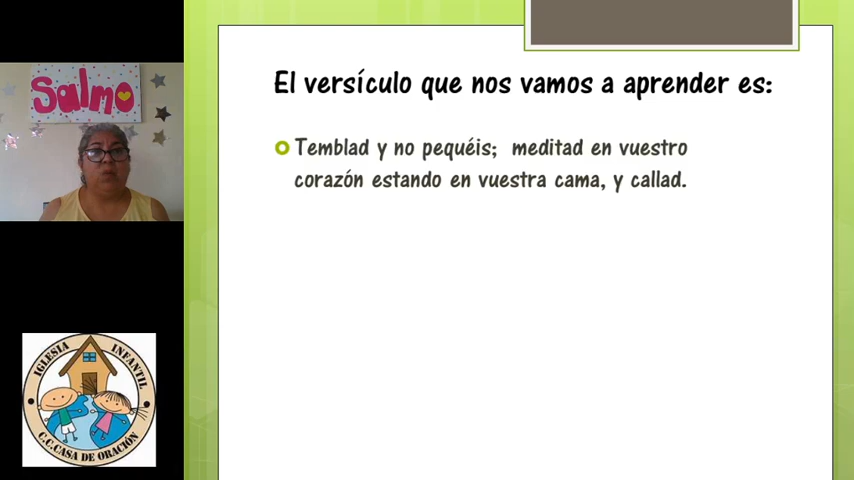 Salmo
El versículo que nos vamos a aprender es:
Temblad y no pequéis; meditad en vuestro
corazón estando en vuestra cama, y callad.
IGLESIA INFANTIL
C.C.CASA DE ORACIÓN